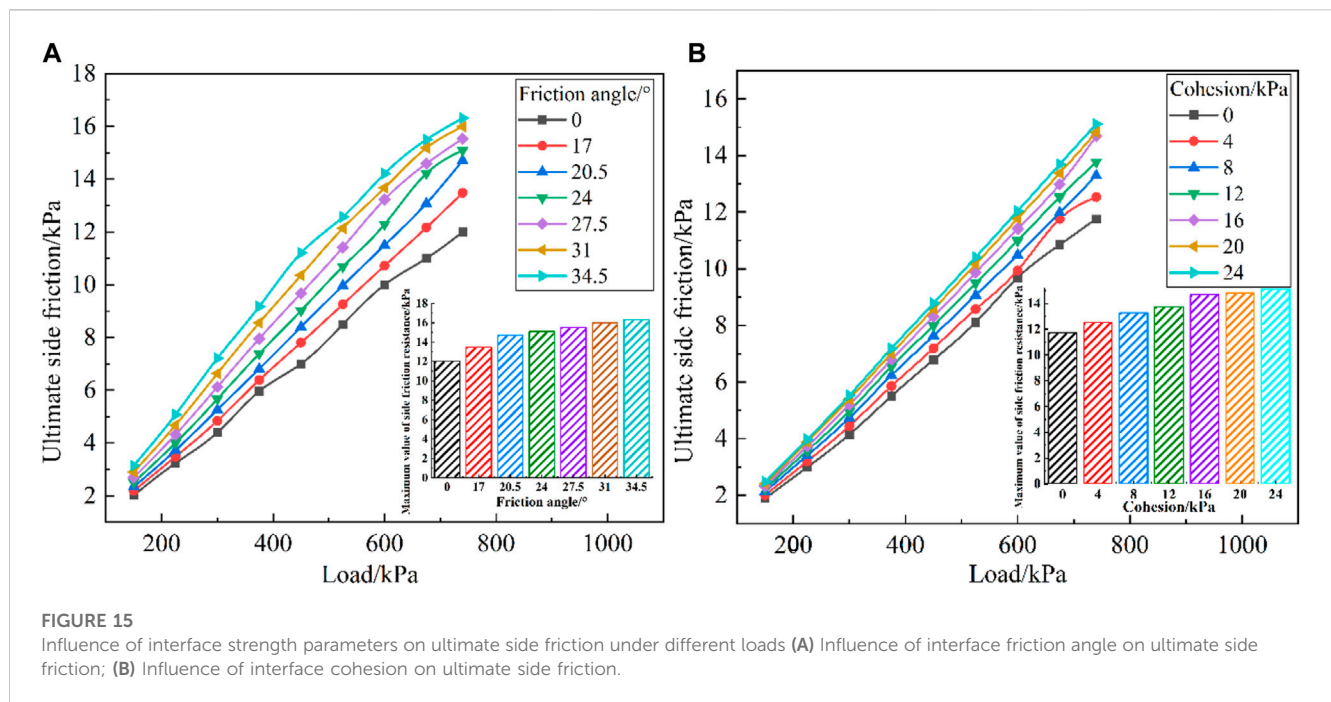 A
Ultimate side friction/kPa
18
16
14
12
10
8
6
4
2
200 400 600 800 1000
Load/kPa
Friction angle/°
0
17
20.5
24
27.5
31
34.5
Maximum value of side friction resistance/kPa
18
16
14
12
10
8
6
4
2
0
0 17 20.5 24 27.5 31 34.5
Friction angle/°
B
Ultimate side friction/kPa
16
14
12
10
8
6
4
2
200 400 600 800 1000
Load/kPa
Cohesion/kPa
0
4
8
12
16
20
24
Maximum value of side friction resistance/kPa
14
12
10
8
6
4
2
0
0 4 8 12 16 20 24
Cohesion/kPa
FIGURE 15
Influence of interface strength parameters on ultimate side friction under different loads (A) Influence of interface friction angle on ultimate side
friction; (B) Influence of interface cohesion on ultimate side friction.